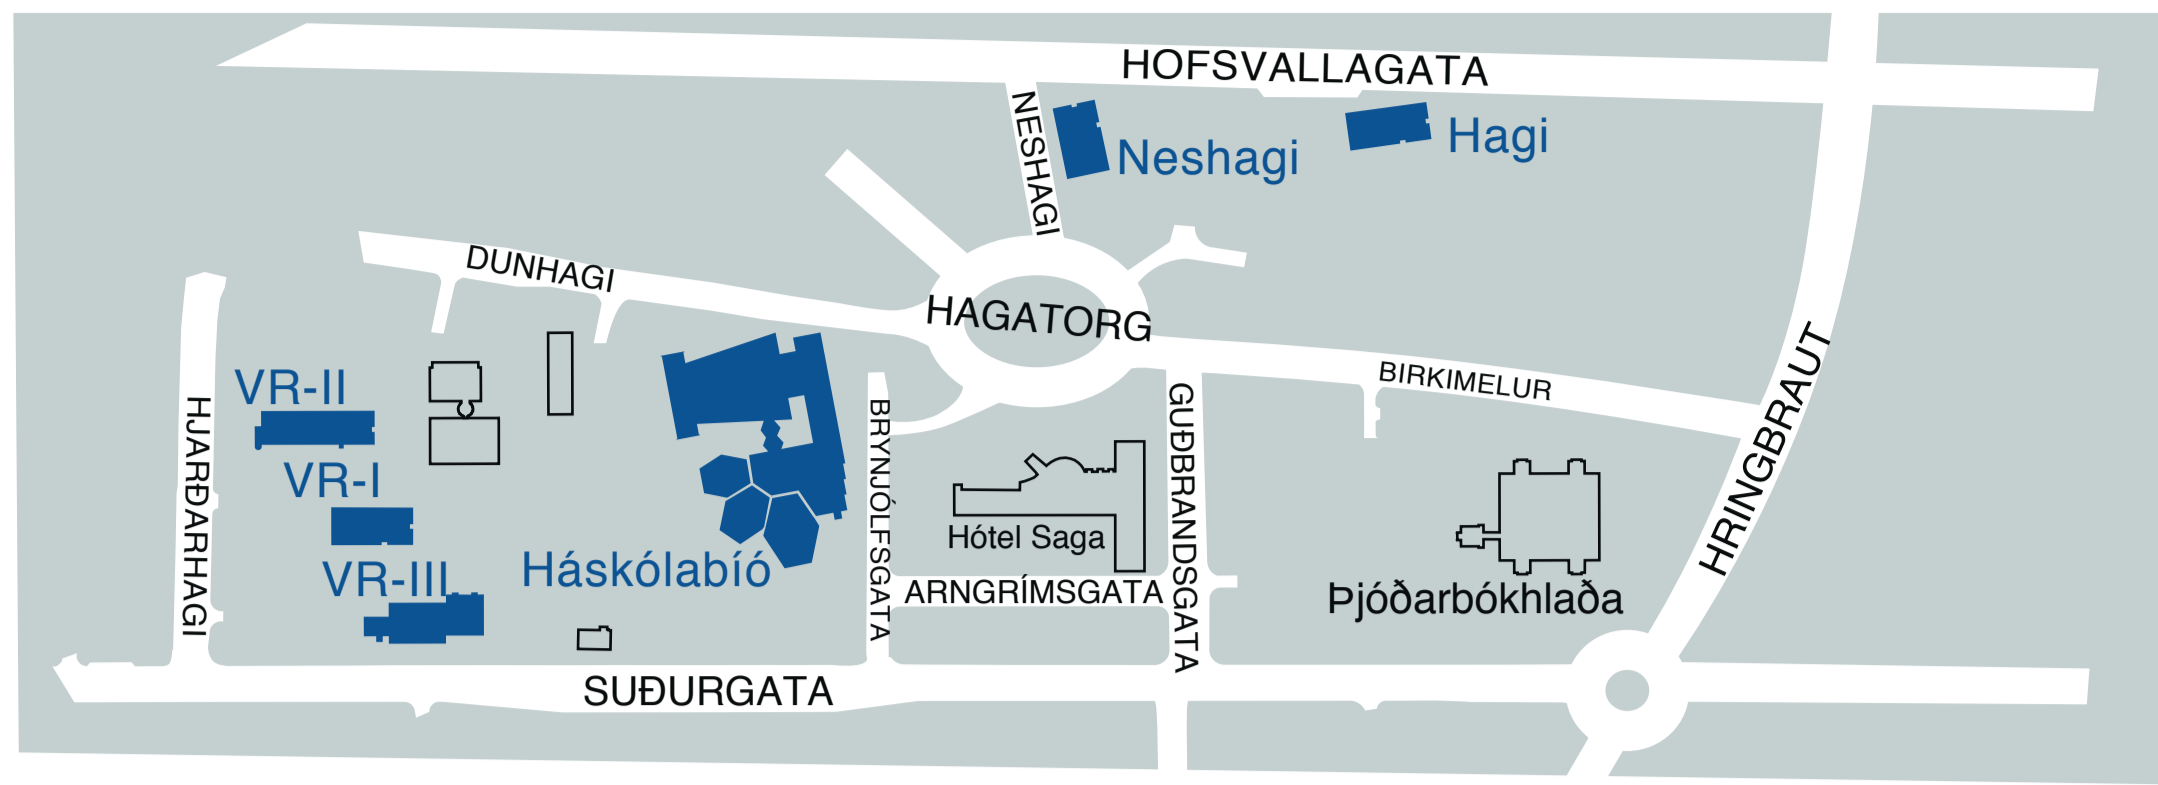 HOFSVALLAGATA
NESHAGI
Neshagi
Hagi
DUNHAGI
HAGATORG
BIRKIMELUR
HRINGBRAUT
VR-II
HJARÐARHAGI
BRYNJÓLFSGATA
GUÐBRANDSGATA
VR-I
Hótel Saga
VR-III
Háskólabíó
ARNGRÍMSGATA
Þjóðarbókhlaða
SUÐURGATA